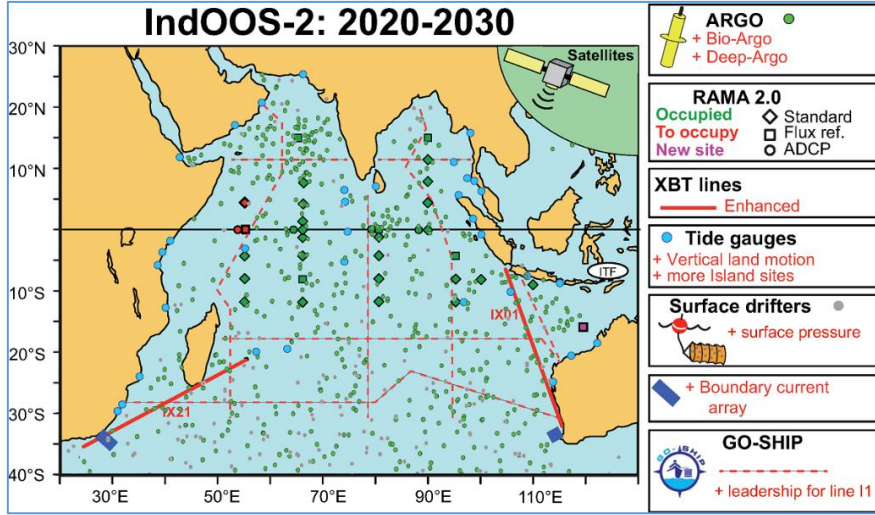 IndOOS-2: 2020-2030
30°N
20°N
10°N
0°
10°S
20°S
30°S
40°S
30°E
50°E
70°E
90°E
110°E
Satellites
ITF
IX01
IX21
ARGO
+ Bio-Argo
+ Deep-Argo
RAMA 2.0
Occupied
To occupy
New site
Standard
Flux ref.
ADCP
XBT lines
Enhanced
Tide gauges
+ Vertical land motion
+ more Island sites
Surface drifters
+ surface pressure
+ Boundary current
array
GO-SHIP
GO-SHIP
+ leadership for line I1